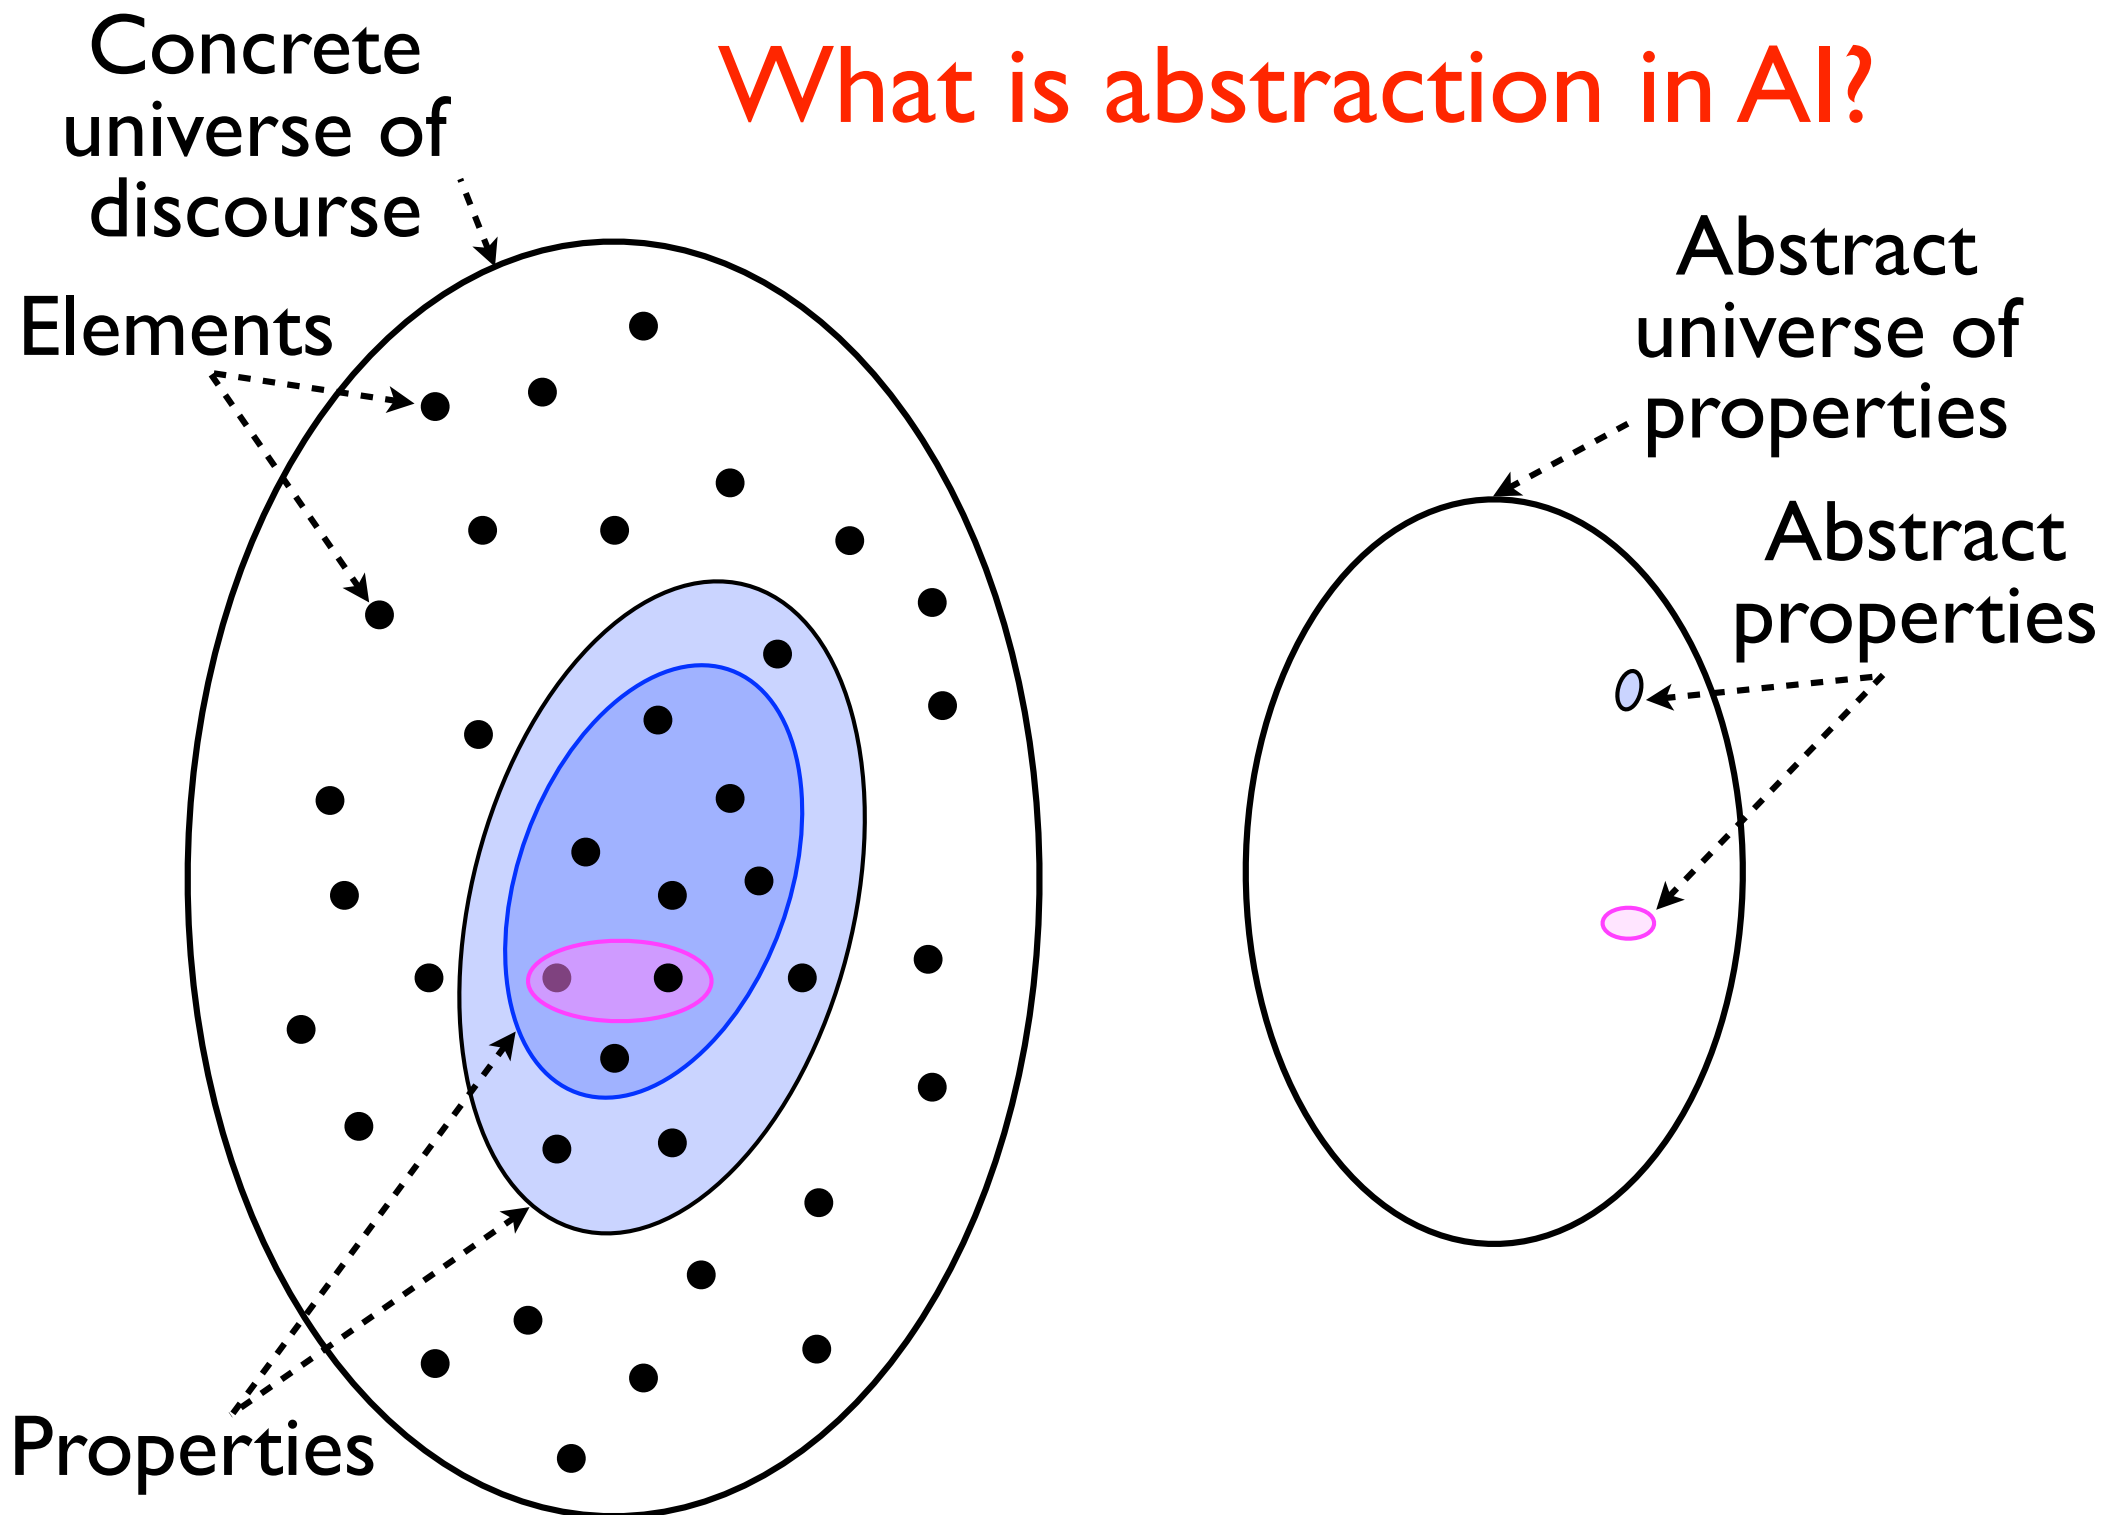 What is abstraction in AI?
Concrete
universe of
discourse
Elements
Properties
Abstract
universe of
properties
Abstract
properties